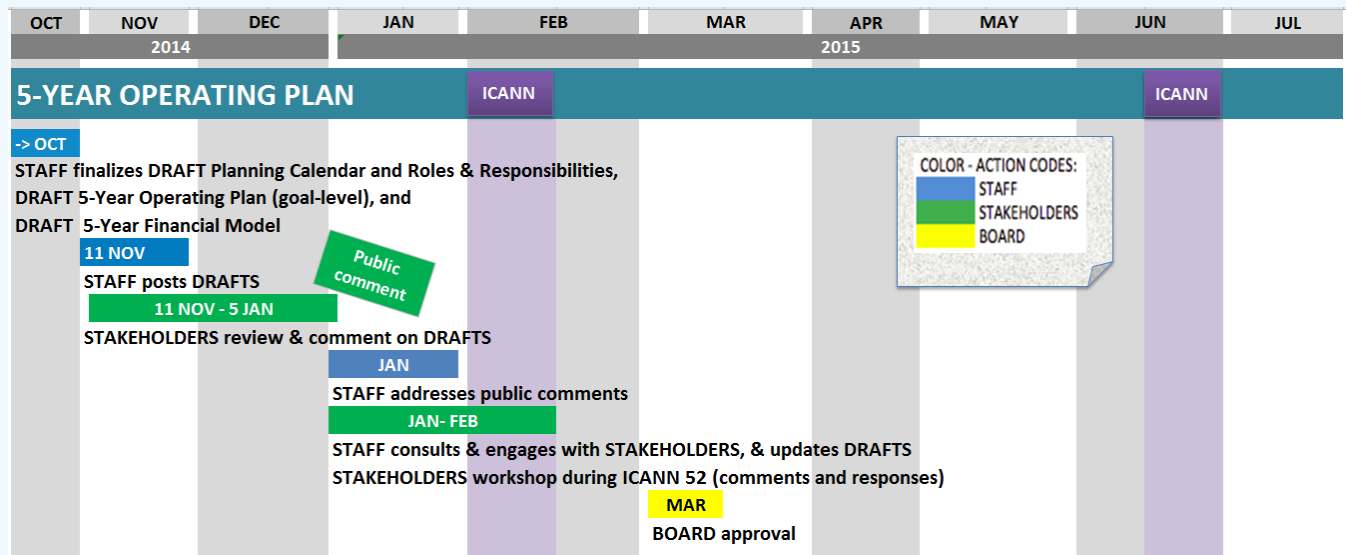 OCT NOV DEC JAN FEB MAR APR MAY JUN JUL
2014 2015
5-YEAR OPERATING PLAN ICANN ICANN
-> OCT
STAFF finalizes DRAFT Planning Calendar and Roles & Responsibilities,
DRAFT 5-Year Operating Plan (goal-level), and
DRAFT 5-Year Financial Model
COLOR - ACTION CODES:
STAFF
STAKEHOLDERS
BOARD
11 NOV
STAFF posts DRAFTS
Public
comment
11 NOV - 5 JAN
STAKEHOLDERS review & comment on DRAFTS
JAN
STAFF addresses public comments
JAN- FEB
STAFF consults & engages with STAKEHOLDERS, & updates DRAFTS
STAKEHOLDERS workshop during ICANN 52 (comments and responses)
MAR
BOARD approval